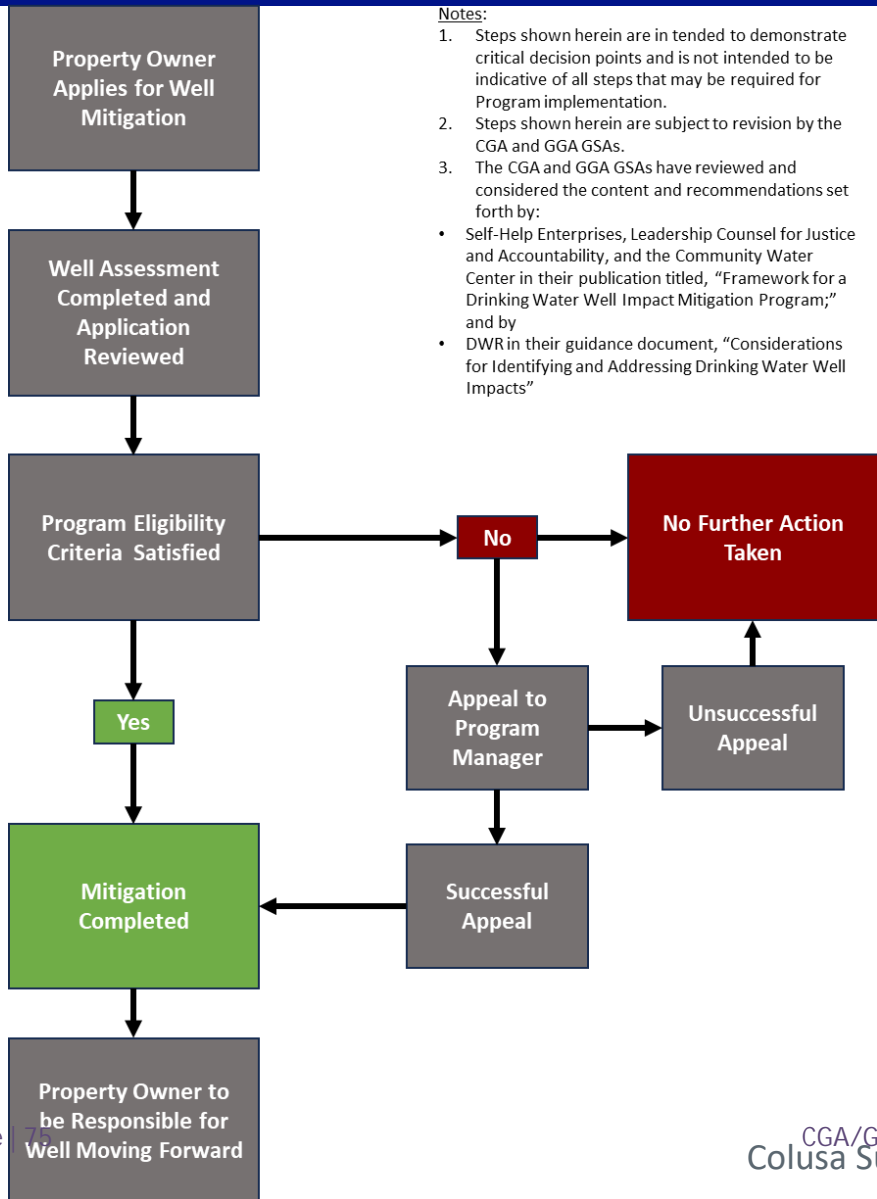 Notes:
1. Steps shown herein are in tended to demonstrate
critical decision points and is not intended to be
indicative of all steps that may be required for
Program implementation.
2. Steps shown herein are subject to revision by the
CGA and GGA GSAs.
3. The CGA and GGA GSAs have reviewed and
considered the content and recommendations set
forth by:
• Self-Help Enterprises, Leadership Counsel for Justice
and Accountability, and the Community Water
Center in their publication titled, “Framework for a
Drinking Water Well Impact Mitigation Program;”
and by
• DWR in their guidance document, “Considerations
for Identifying and Addressing Drinking Water Well
Impacts”
Property Owner
Applies for Well
Mitigation
Well Assessment
Completed and
Application
Reviewed
Program Eligibility
Criteria Satisfied
No
No Further Action
Taken
Yes
Appeal to
Program
Manager
Unsuccessful
Appeal
Mitigation
Completed
Successful
Appeal
Property Owner to
be Responsible for
Well Moving Forward
e | 75
CGA/G
Colusa Su